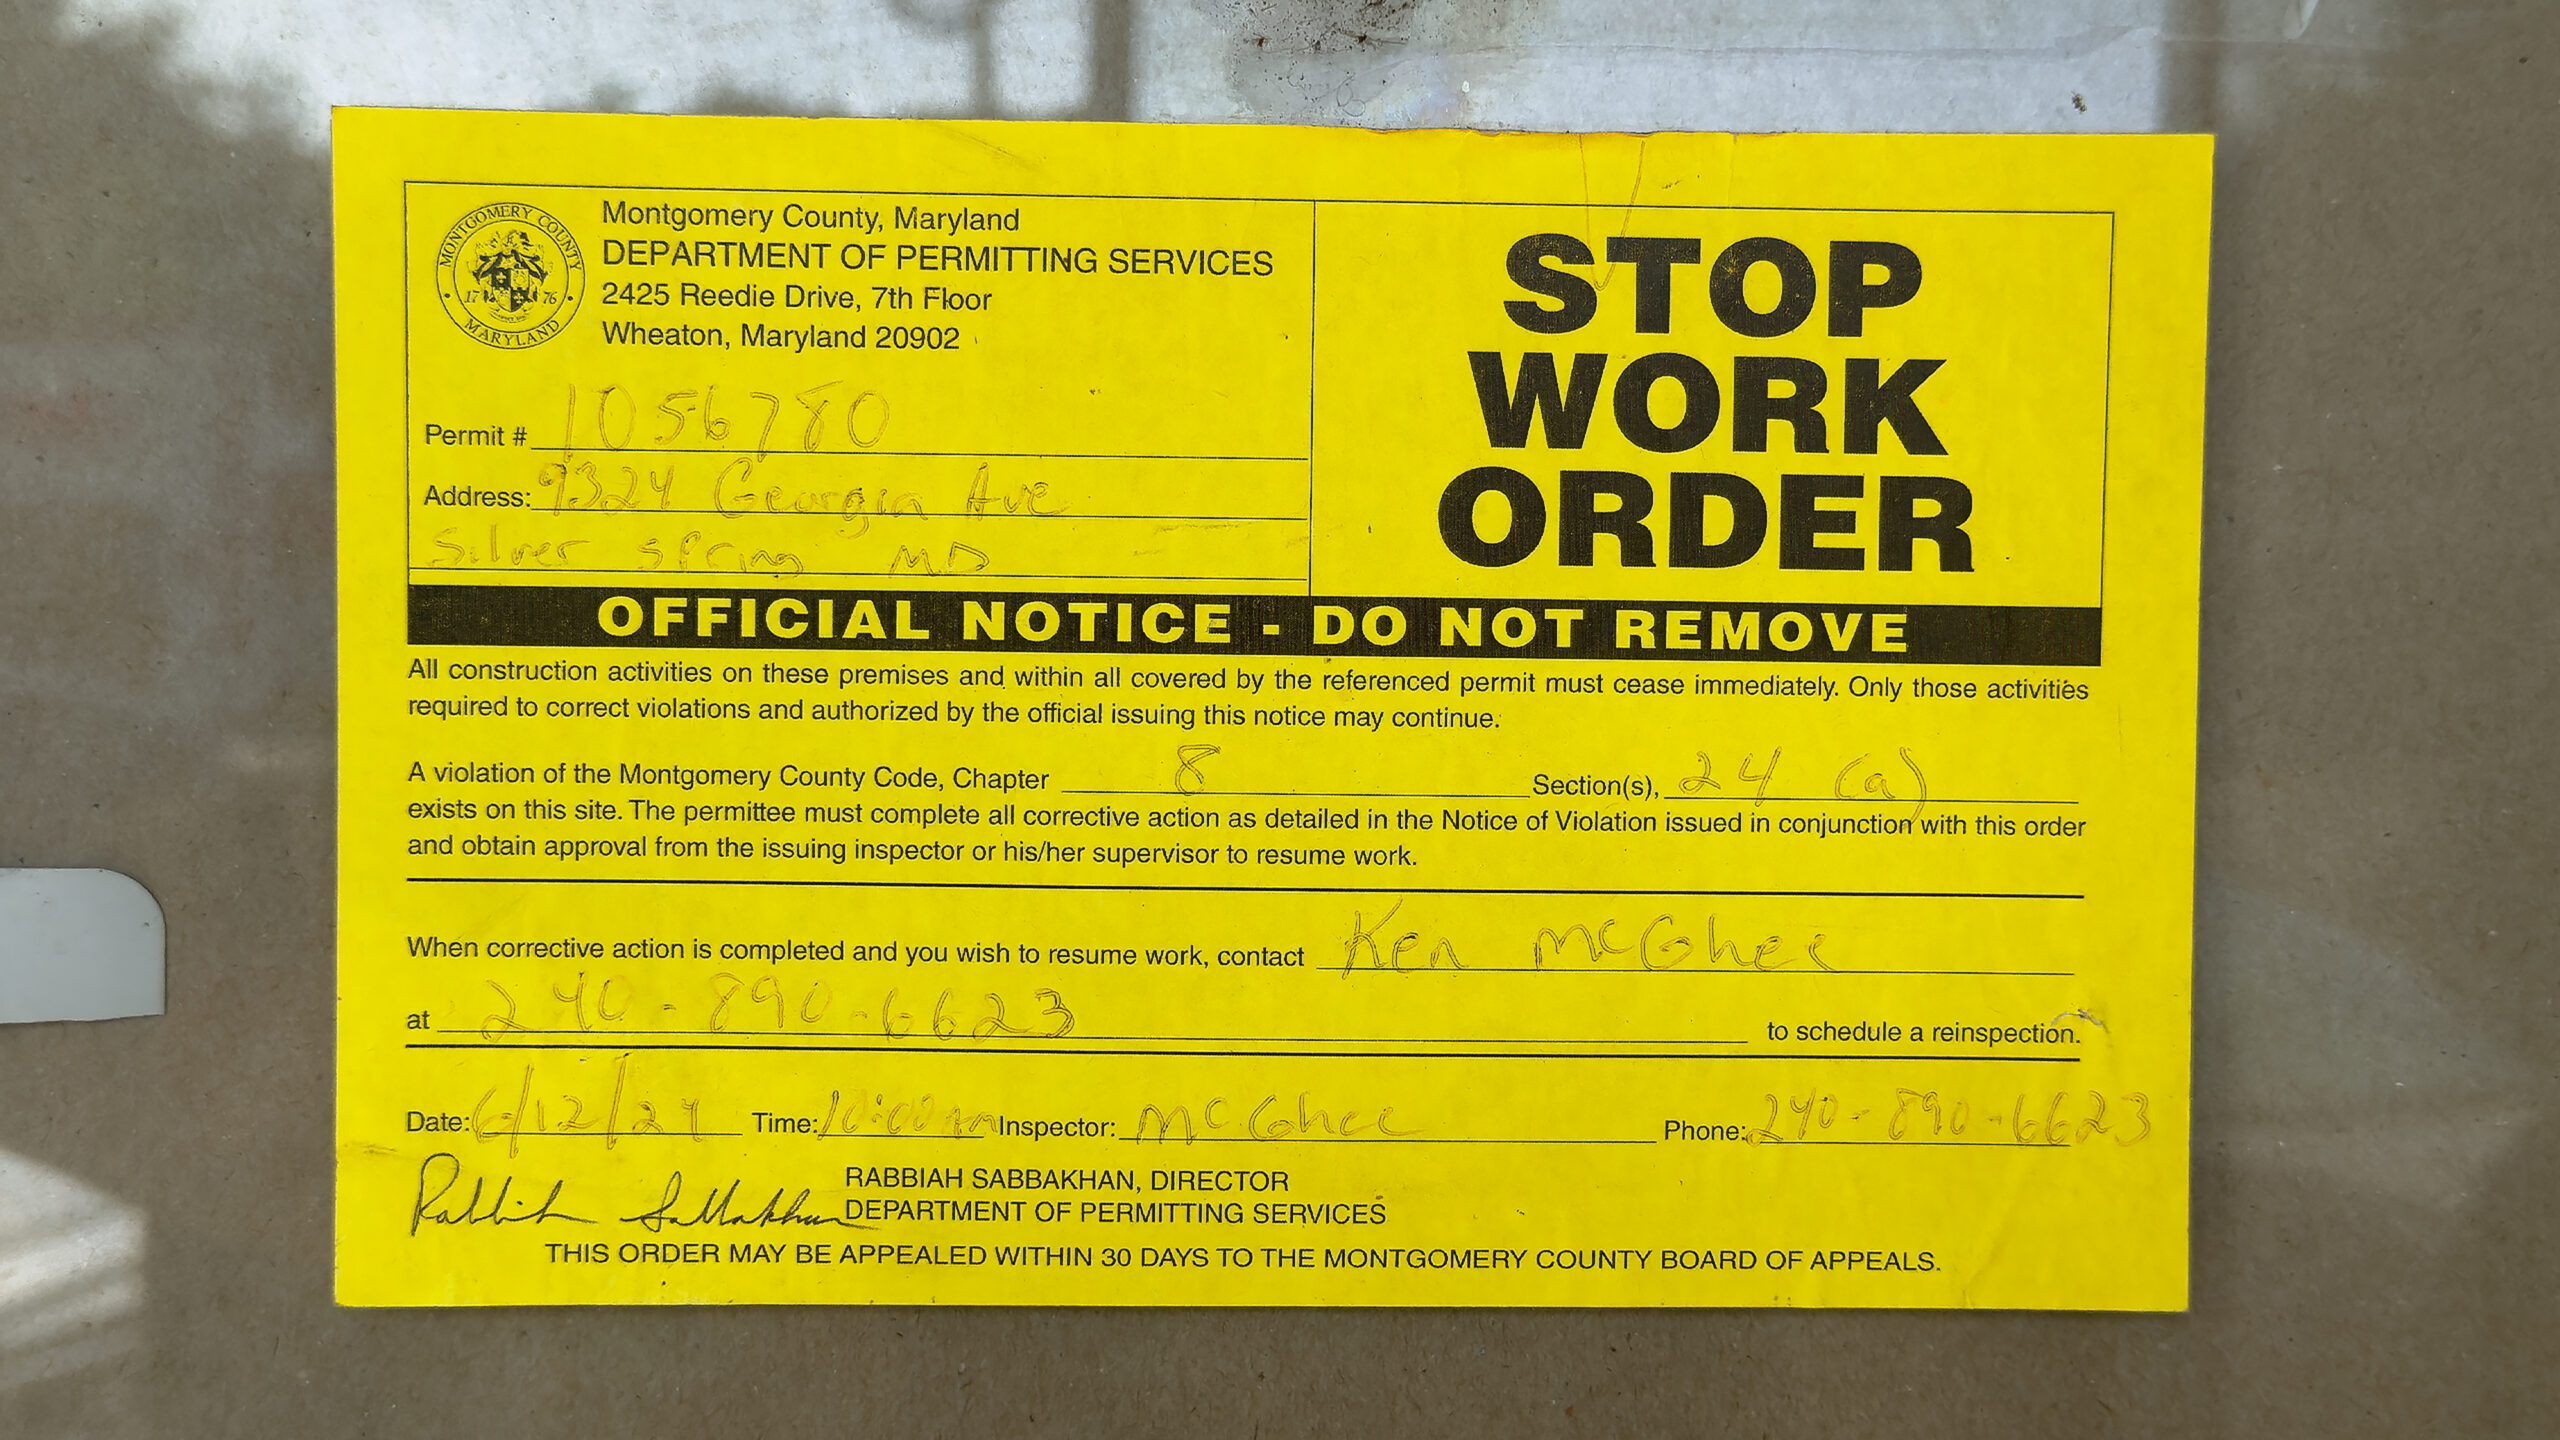 MONTGOMERY COUNTY
17 76
MARYLAND
Montgomery County, Maryland
DEPARTMENT OF PERMITTING SERVICES
2425 Reedie Drive, 7th Floor
Wheaton, Maryland 20902
Permit # 1056780
Address: 9324 Georgia Ave
Silver Spring MD
STOP
WORK
ORDER
OFFICIAL NOTICE - DO NOT REMOVE
All construction activities on these premises and within all covered by the referenced permit must cease immediately. Only those activities
required to correct violations and authorized by the official issuing this notice may continue.
A violation of the Montgomery County Code, Chapter 8 Section(s), 24 (a)
exists on this site. The permittee must complete all corrective action as detailed in the Notice of Violation issued in conjunction with this order
and obtain approval from the issuing inspector or his/her supervisor to resume work.
When corrective action is completed and you wish to resume work, contact Ken McGhee
at 240-890-6623 to schedule a reinspection.
Date: 6/12/24 Time: 10:00 AM Inspector: McGhee Phone: 240-890-6623
Rabbiah Sabbakhan RABBIAH SABBAKHAN, DIRECTOR
DEPARTMENT OF PERMITTING SERVICES
THIS ORDER MAY BE APPEALED WITHIN 30 DAYS TO THE MONTGOMERY COUNTY BOARD OF APPEALS.